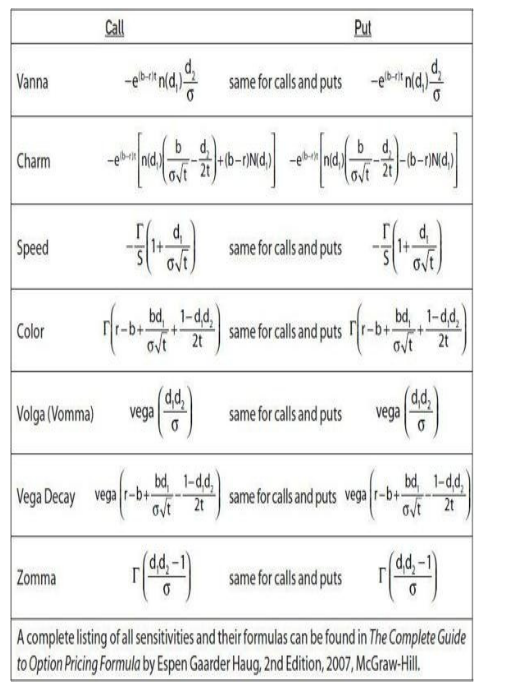 Call Put
Vanna −e^(b−r)t n(d₁) d₂/σ same for calls and puts −e^(b−r)t n(d₁) d₂/σ
Charm −e^(b−r)t [n(d₁)(b/σ√t − d₂/2t) + (b−r)N(d₁)] −e^(b−r)t [n(d₁)(b/σ√t − d₂/2t) − (b−r)N(d₁)]
Speed −Γ/S (1+ d₁/σ√t) same for calls and puts −Γ/S (1+ d₁/σ√t)
Color Γ(r−b+ bd₁/σ√t + 1−d₁d₂/2t) same for calls and puts Γ(r−b+ bd₁/σ√t + 1−d₁d₂/2t)
Volga (Vomma) vega (d₁d₂/σ) same for calls and puts vega (d₁d₂/σ)
Vega Decay vega (r−b+ bd₁/σ√t − 1−d₁d₂/2t) same for calls and puts vega (r−b+ bd₁/σ√t − 1−d₁d₂/2t)
Zomma Γ(d₁d₂−1/σ) same for calls and puts Γ(d₁d₂−1/σ)
A complete listing of all sensitivities and their formulas can be found in The Complete Guide
to Option Pricing Formula by Espen Gaarder Haug, 2nd Edition, 2007, McGraw-Hill.